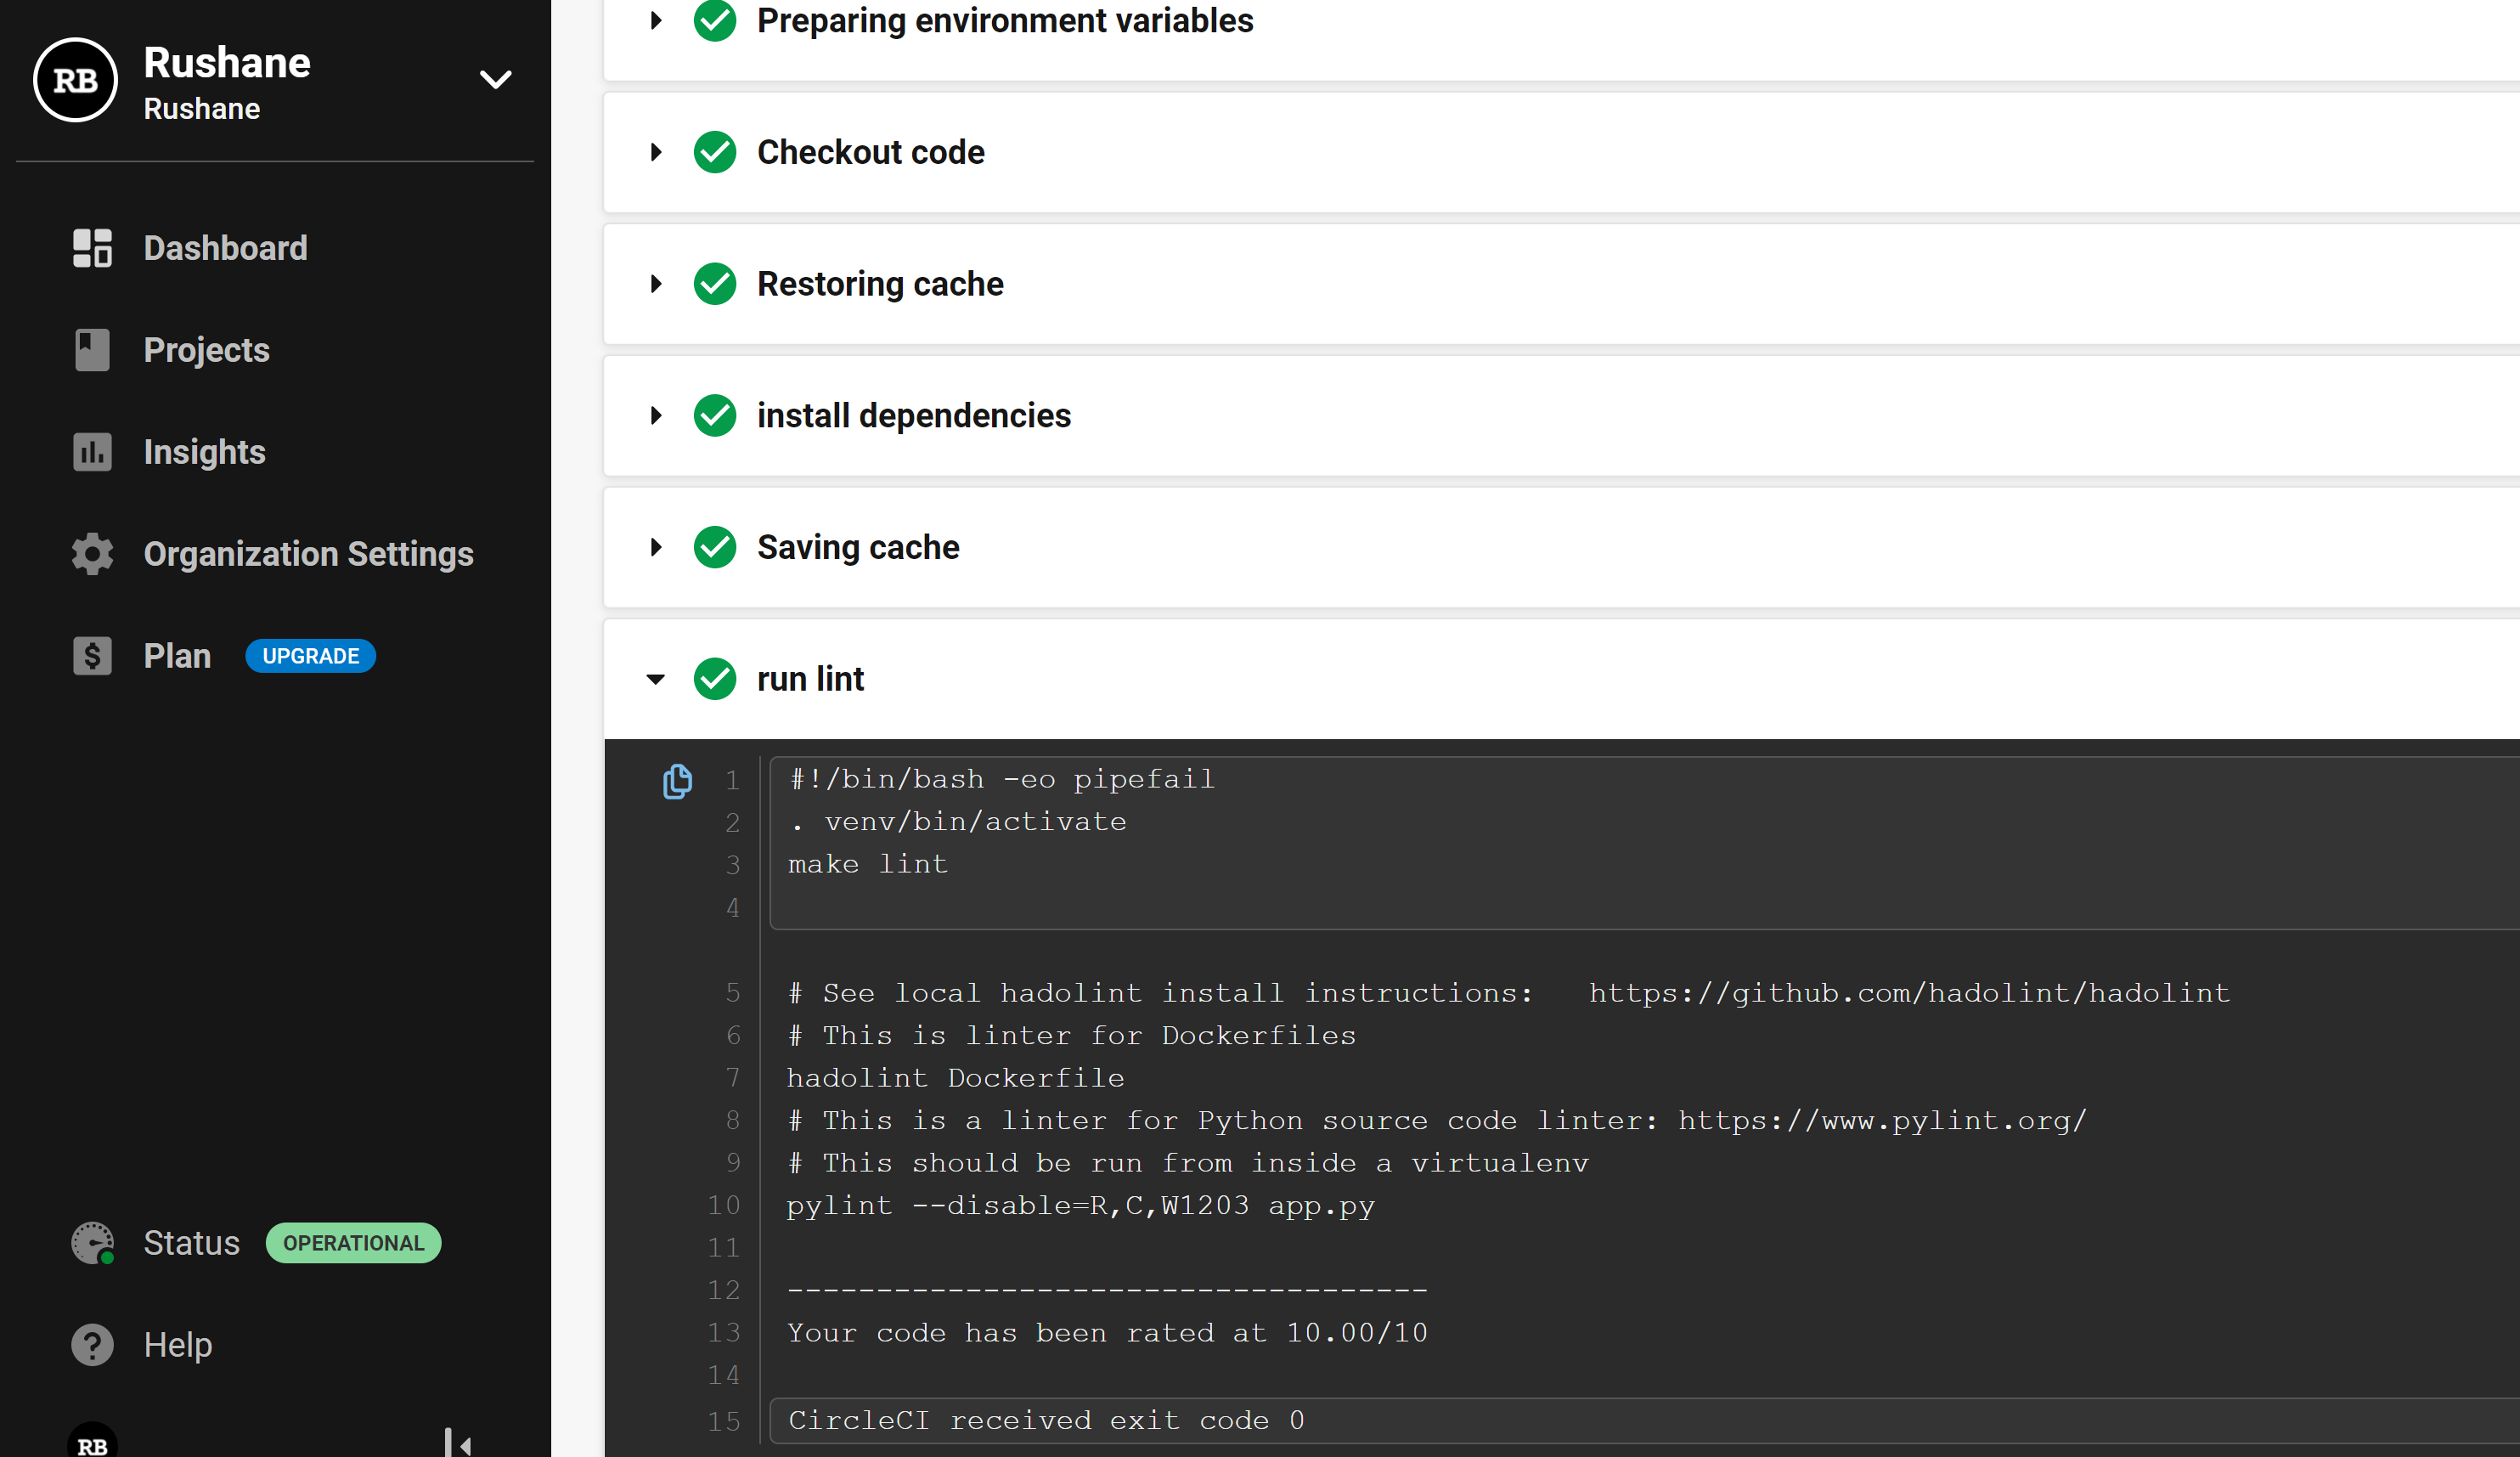 RB
Rushane
Rushane
Dashboard
Projects
Insights
Organization Settings
Plan UPGRADE
Status OPERATIONAL
Help
RB
Preparing environment variables
Checkout code
Restoring cache
install dependencies
Saving cache
run lint
1 #!/bin/bash -eo pipefail
2 . venv/bin/activate
3 make lint
4
5 # See local hadolint install instructions:   https://github.com/hadolint/hadolint
6 # This is linter for Dockerfiles
7 hadolint Dockerfile
8 # This is a linter for Python source code linter: https://www.pylint.org/
9 # This should be run from inside a virtualenv
10 pylint --disable=R,C,W1203 app.py
11
12 ------------------------------------
13 Your code has been rated at 10.00/10
14
15 CircleCI received exit code 0